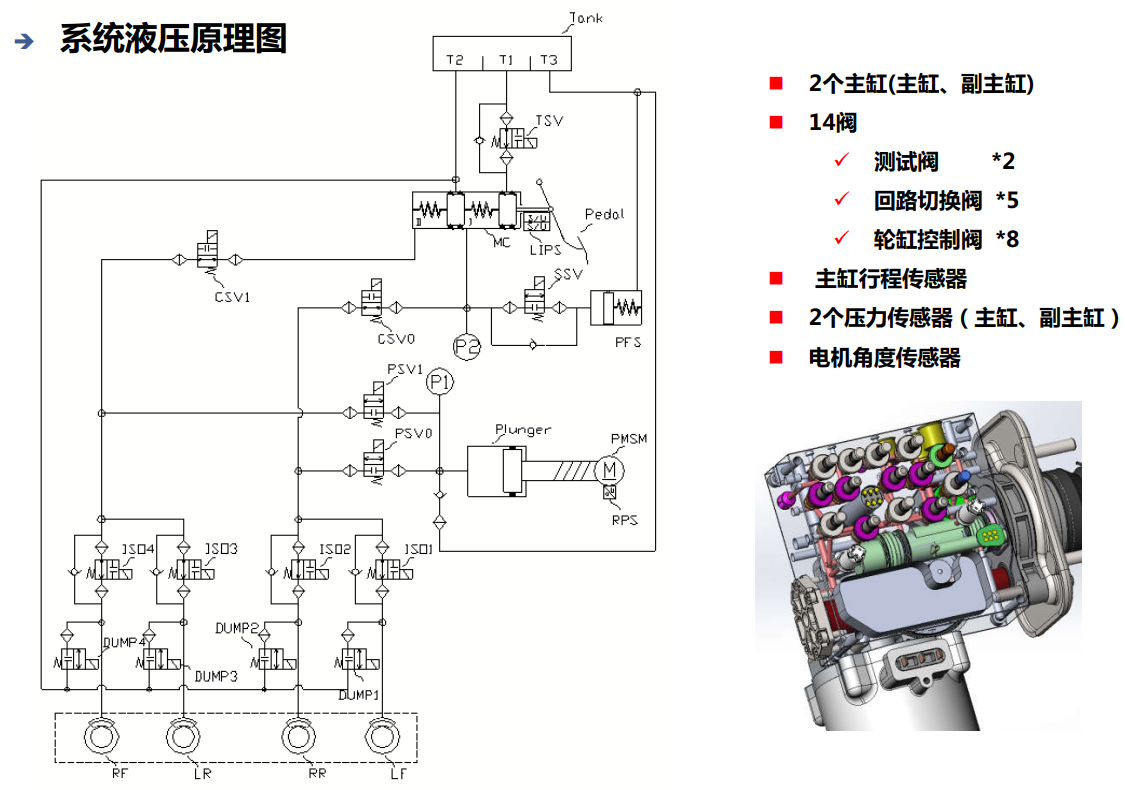 系统液压原理图
Tank
T2 T1 T3
TSV
Pedal
MC
LIPS
SSV
CSV1
CSV0
P2
PFS
PSV1
P1
PSV0
Plunger
PMSM
M
RPS
ISO4 ISO3 ISO2 ISO1
DUMP4
DUMP3
DUMP2
DUMP1
RF LR RR LF
2个主缸(主缸、副主缸)
14阀
测试阀 *2
回路切换阀 *5
轮缸控制阀 *8
主缸行程传感器
2个压力传感器（主缸、副主缸）
电机角度传感器